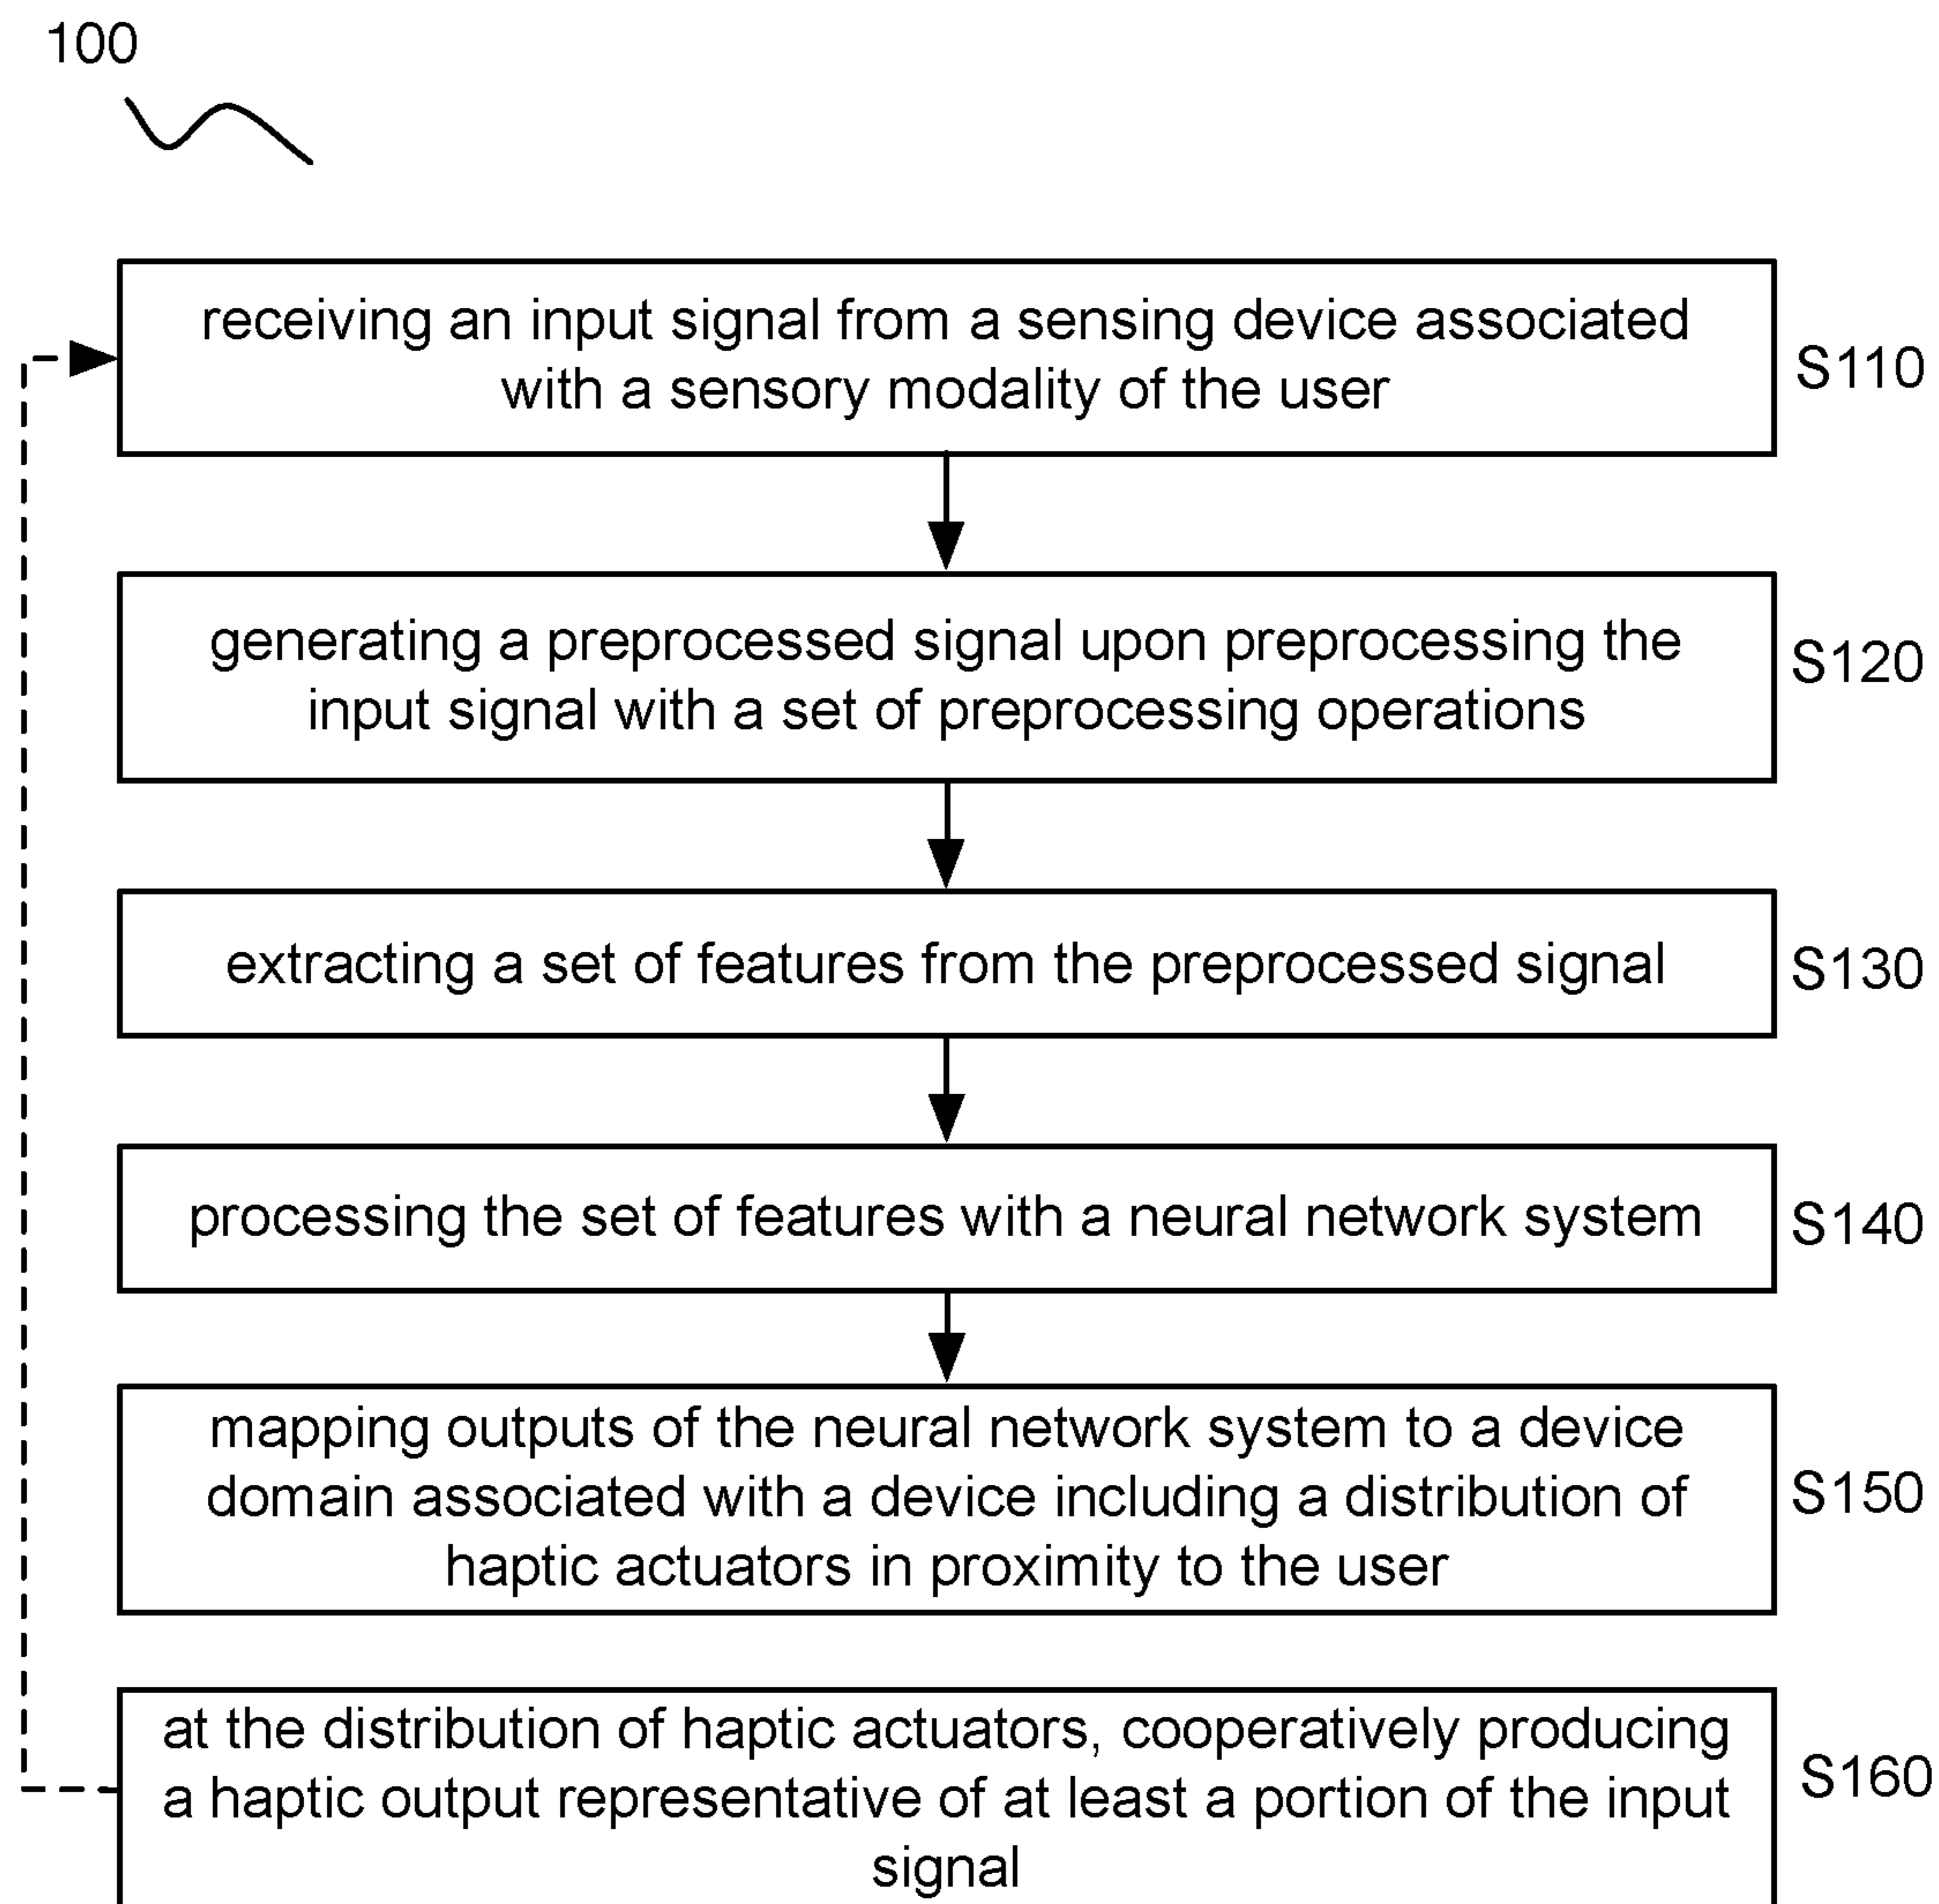 100
receiving an input signal from a sensing device associated
with a sensory modality of the user
S110
generating a preprocessed signal upon preprocessing the
input signal with a set of preprocessing operations
S120
extracting a set of features from the preprocessed signal
S130
processing the set of features with a neural network system
S140
mapping outputs of the neural network system to a device
domain associated with a device including a distribution of
haptic actuators in proximity to the user
S150
at the distribution of haptic actuators, cooperatively producing
a haptic output representative of at least a portion of the input
signal
S160